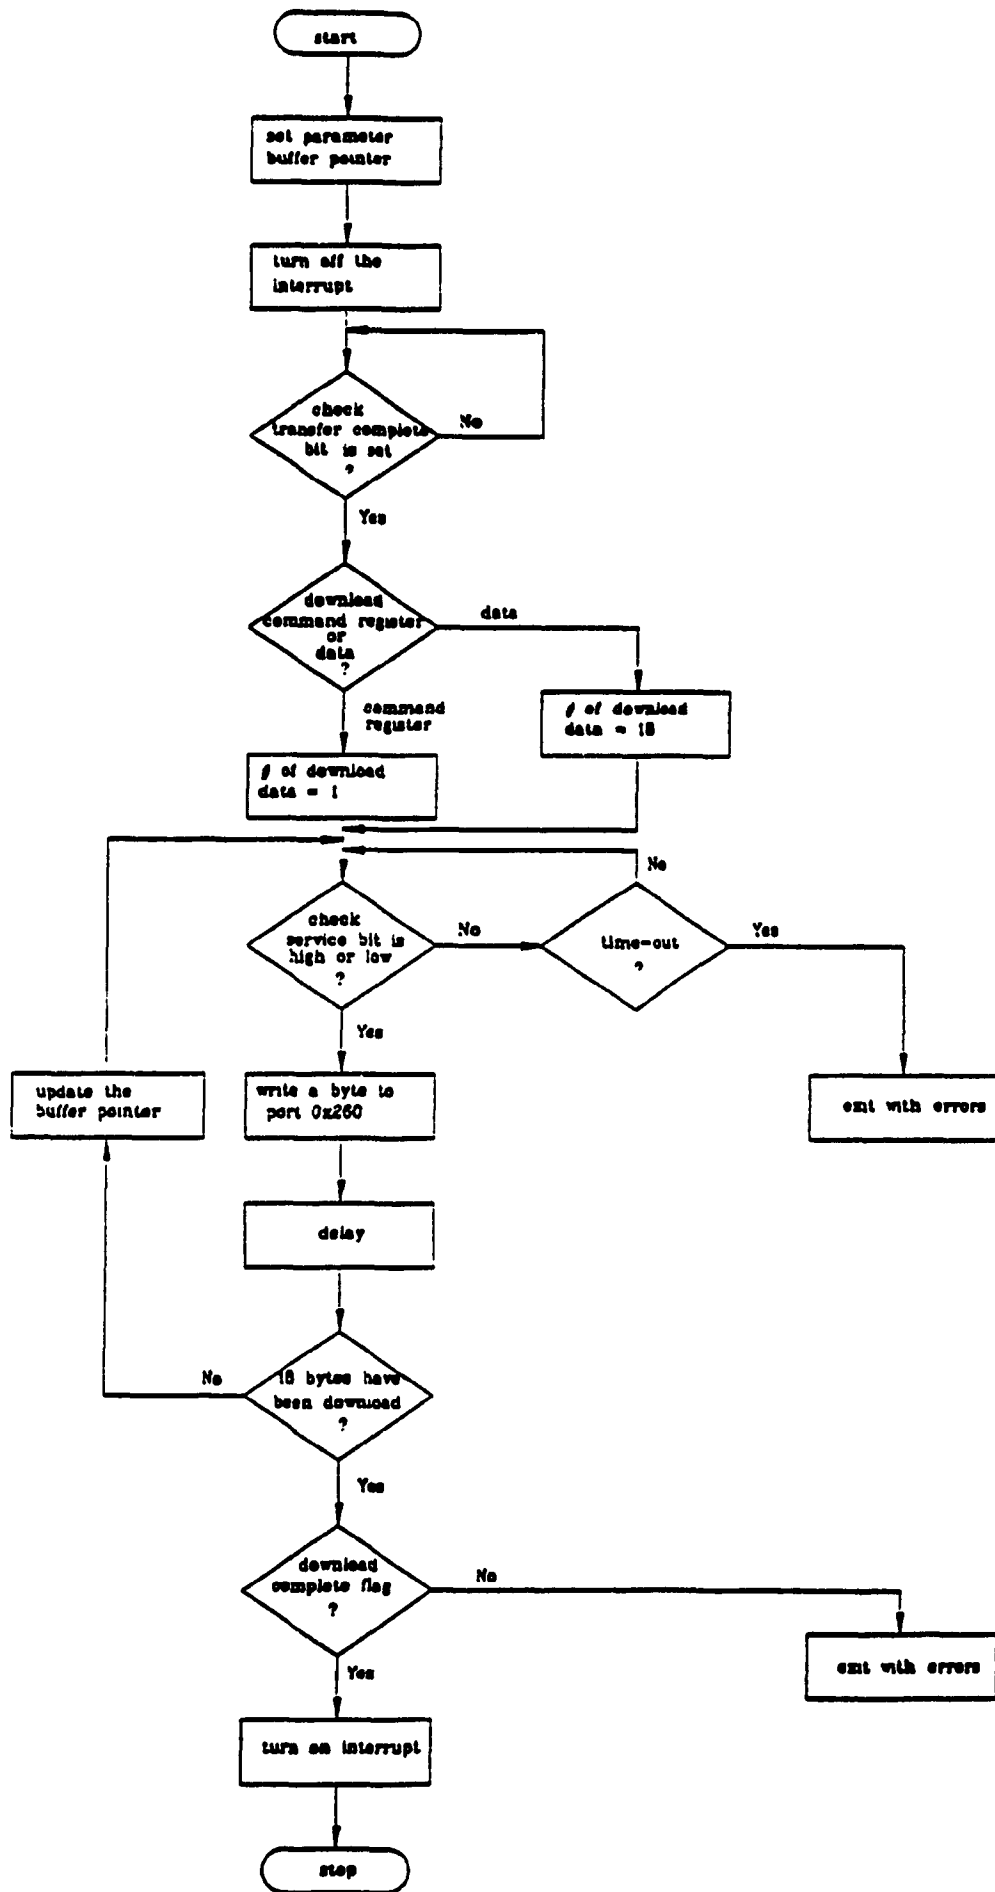 start
set parameter
buffer pointer
turn off the
interrupt
check
transfer complete
bit is set
?
No
Yes
download
command register
or
data
?
data
command
register
# of download
data =
# of download
data = 1
No
check
service bit is
high or low
?
No
time-out
?
Yes
Yes
update the
buffer pointer
write a byte to
port 0x260
exit with errors
delay
No
bytes have
been download
?
Yes
download
complete flag
?
No
Yes
exit with errors
turn on interrupt
stop